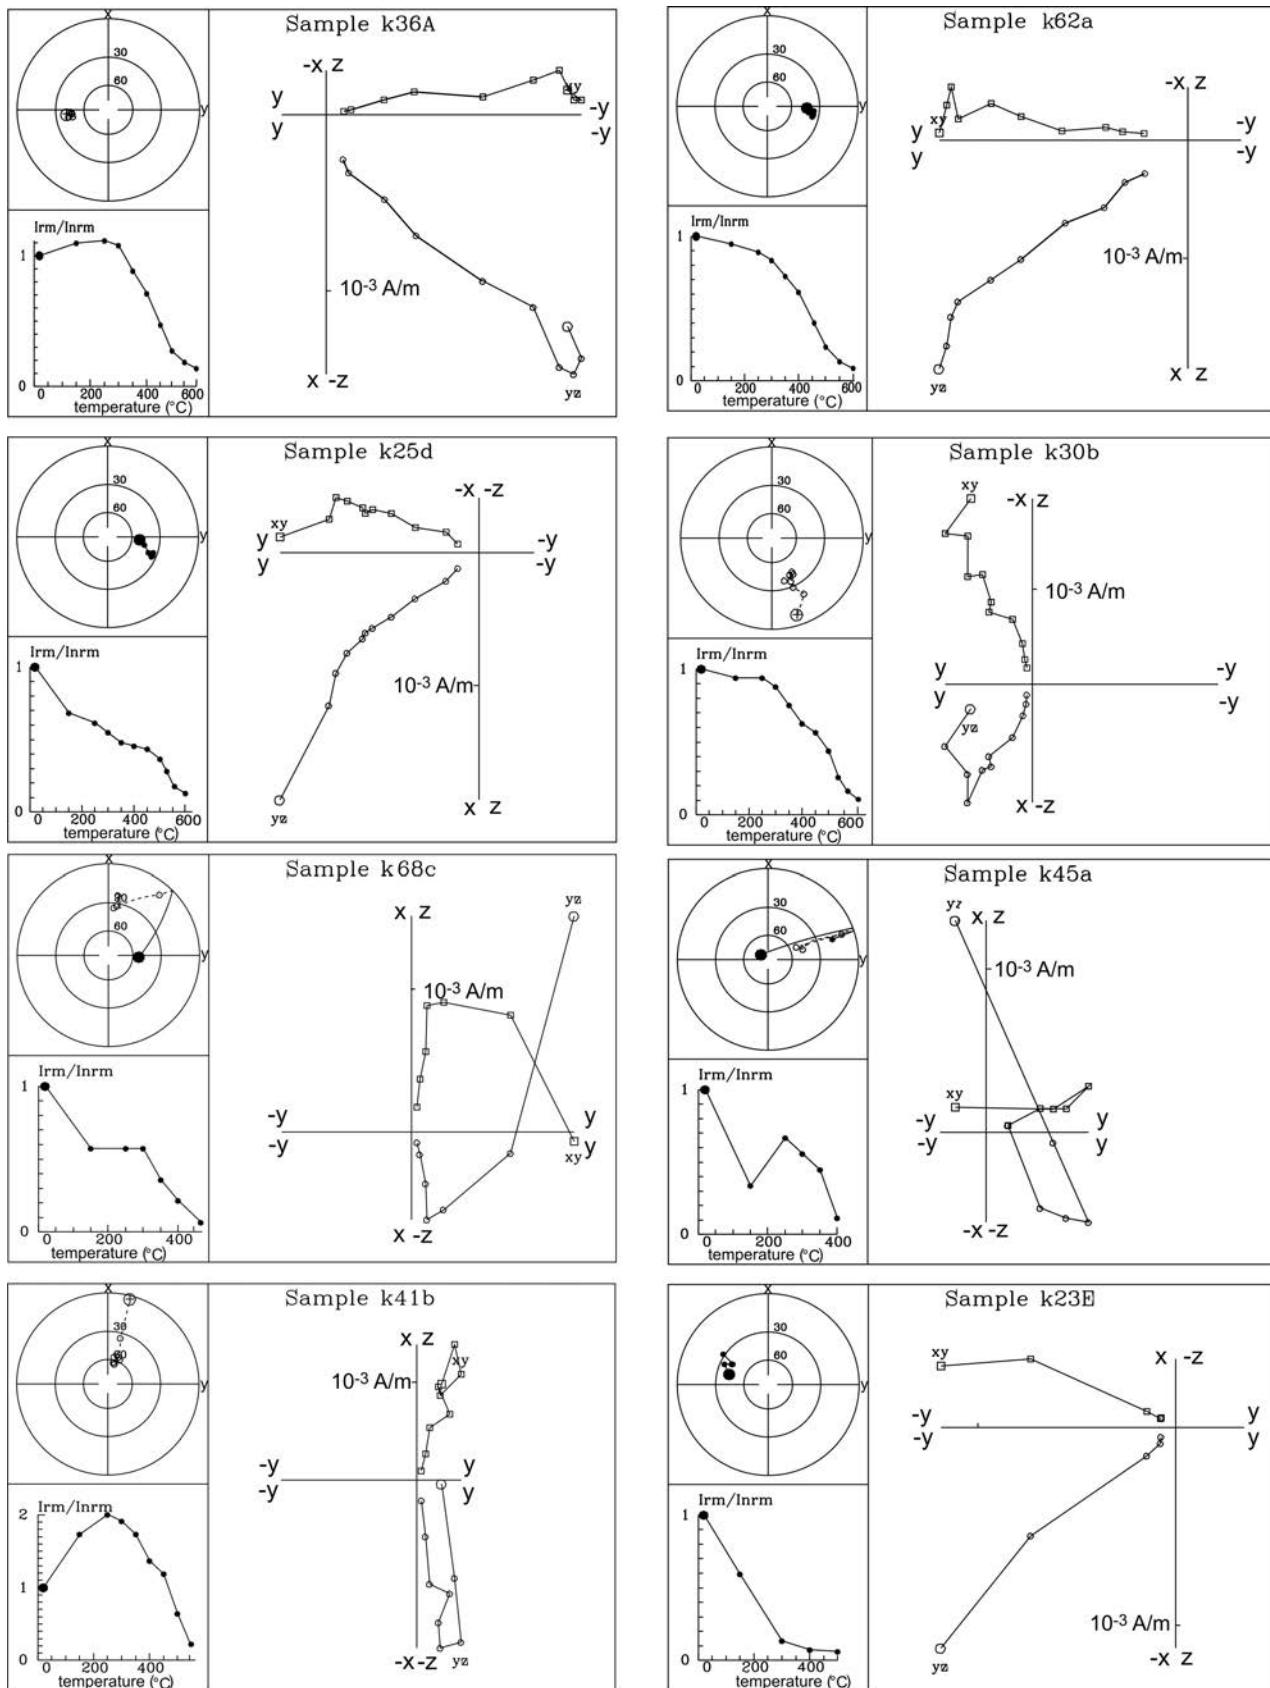 Sample k36A
x
30
60
y
Irm/Inrm
1
0
0 200 400 600
temperature (°C)
-x z
xy
y -y
y -y
10-3 A/m
yz
x -z
Sample k62a
x
30
60
y
Irm/Inrm
1
0
0 200 400 600
temperature (°C)
-x z
xy
y -y
y -y
10-3 A/m
yz
x z
Sample k25d
x
30
60
y
Irm/Inrm
1
0
0 200 400 600
temperature (°C)
-x -z
xy
y -y
y -y
10-3 A/m
yz
x z
Sample k30b
x
30
60
y
Irm/Inrm
1
0
0 200 400 600
temperature (°C)
xy
-x z
10-3 A/m
y -y
y -y
yz
x -z
Sample k68c
x
60
Irm/Inrm
1
0
0 200 400
temperature (°C)
x z
yz
10-3 A/m
-y y
-y y
xy
x -z
Sample k45a
x
30
60
y
Irm/Inrm
1
0
0 200 400
temperature (°C)
yz
x z
10-3 A/m
xy
-y y
-y y
-x -z
Sample k41b
x
30
60
y
Irm/Inrm
2
1
0
0 200 400
temperature (°C)
x z
xy
10-3 A/m
-y y
-y y
-x -z
yz
Sample k23E
x
30
60
y
Irm/Inrm
1
0
0 200 400
temperature (°C)
xy
x -z
-y y
-y y
10-3 A/m
yz
-x z